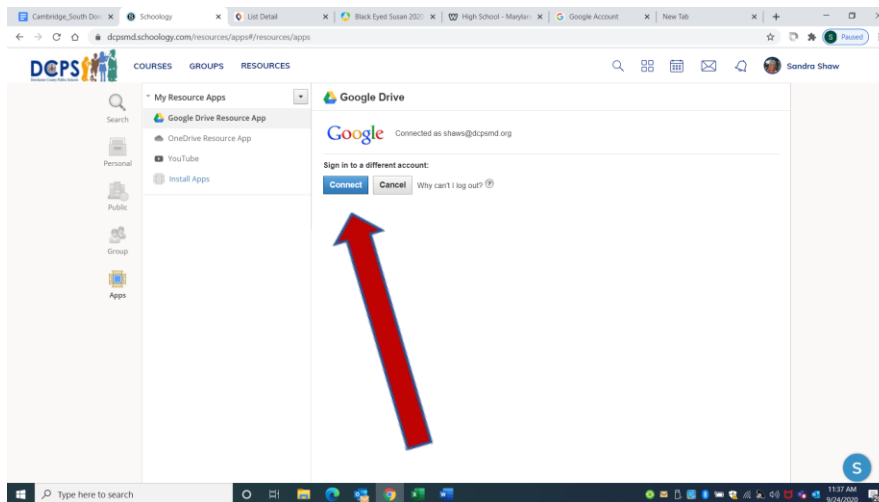 Cambridge_South Dor
Schoology
List Detail
Black Eyed Susan 2020
High School - Marylan
Google Account
New Tab
dcpsmd.schoology.com/resources/apps#/resources/apps
S
Paused
DCPS
COURSES
GROUPS
RESOURCES
Sandra Shaw
Search
Personal
Public
Group
Apps
My Resource Apps
Google Drive Resource App
OneDrive Resource App
YouTube
Install Apps
Google Drive
Google Connected as shaws@dcpsmd.org
Sign in to a different account:
Connect Cancel Why can't I log out? ?
S
Type here to search
11:37 AM
9/24/2020